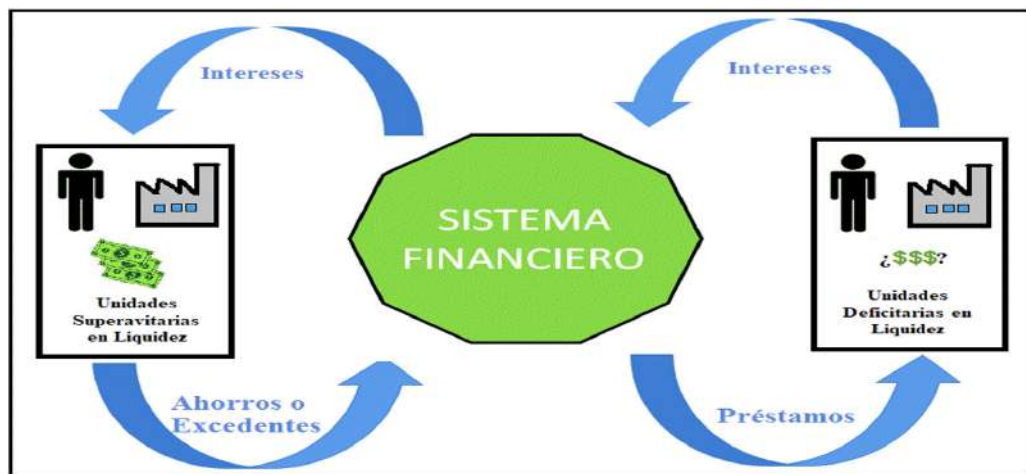 Intereses
Intereses
SISTEMA
FINANCIERO
Unidades
Superavitarias
en Liquidez
¿$$$?
Unidades
Deficitarias en
Liquidez
Ahorros o
Excedentes
Préstamos